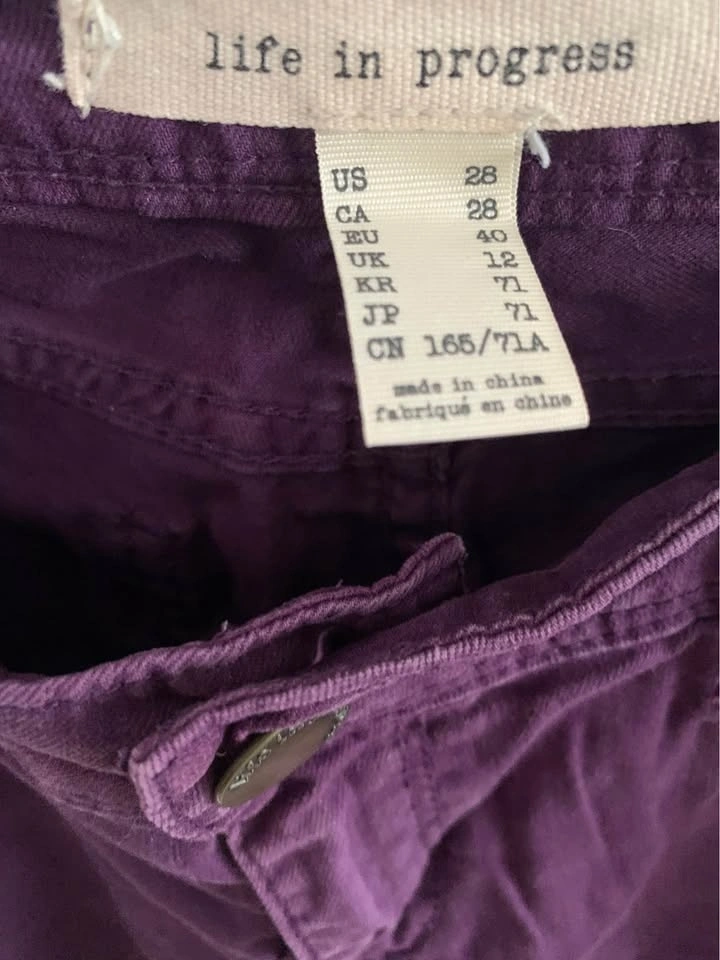 life in progress
US 28
CA 28
EU 40
UK 12
KR 71
JP 71
CN 165/71A
made in china
fabriqué en chine